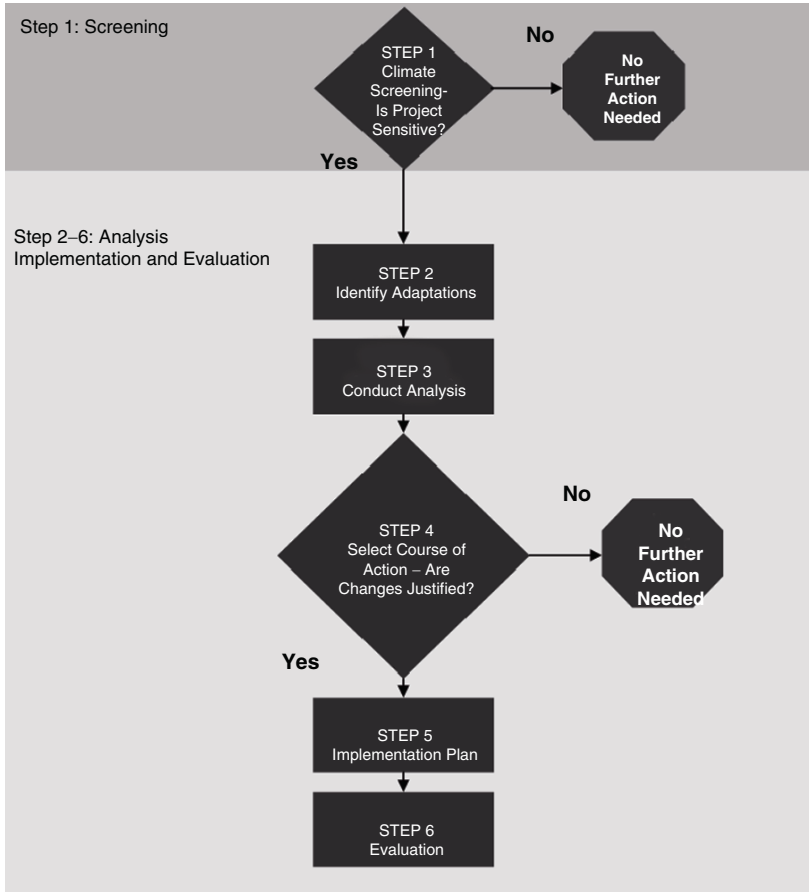 Step 1: Screening
STEP 1
Climate
Screening-
Is Project
Sensitive?
No
No
Further
Action
Needed
Yes
Step 2–6: Analysis
Implementation and Evaluation
STEP 2
Identify Adaptations
STEP 3
Conduct Analysis
STEP 4
Select Course of
Action – Are
Changes Justified?
No
No
Further
Action
Needed
Yes
STEP 5
Implementation Plan
STEP 6
Evaluation